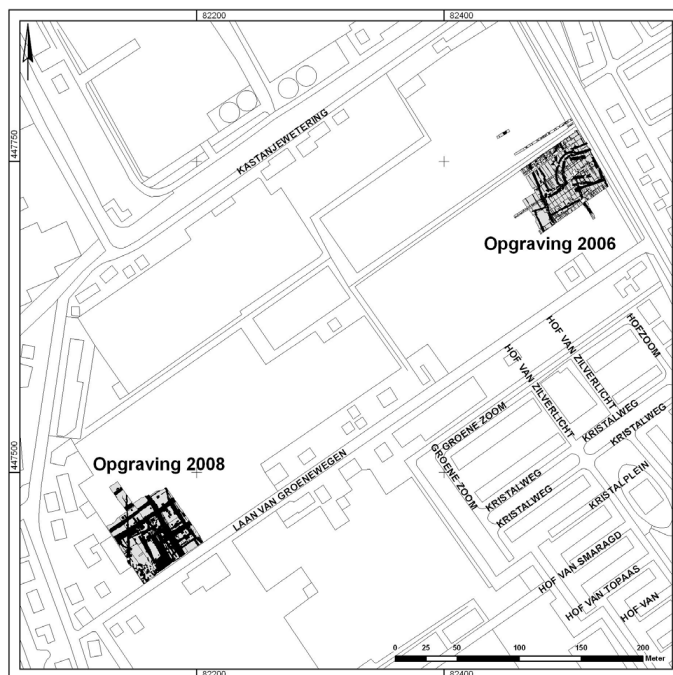 82200
82400
447750
KASTANJEWETERING
Opgraving 2006
HOF VAN ZILVERLICHT
HOFZOOM
HOF VAN ZILVERLICHT
GROENE ZOOM
KRISTALWEG
KRISTALWEG
GROENE ZOOM
447500
Opgraving 2008
LAAN VAN GROENEWEGEN
KRISTALWEG
KRISTALWEG
KRISTALPLEIN
HOF VAN SMARAGD
HOF VAN TOPAAS
HOF VAN
0 25 50 100 150 200
Meter
82200
82400